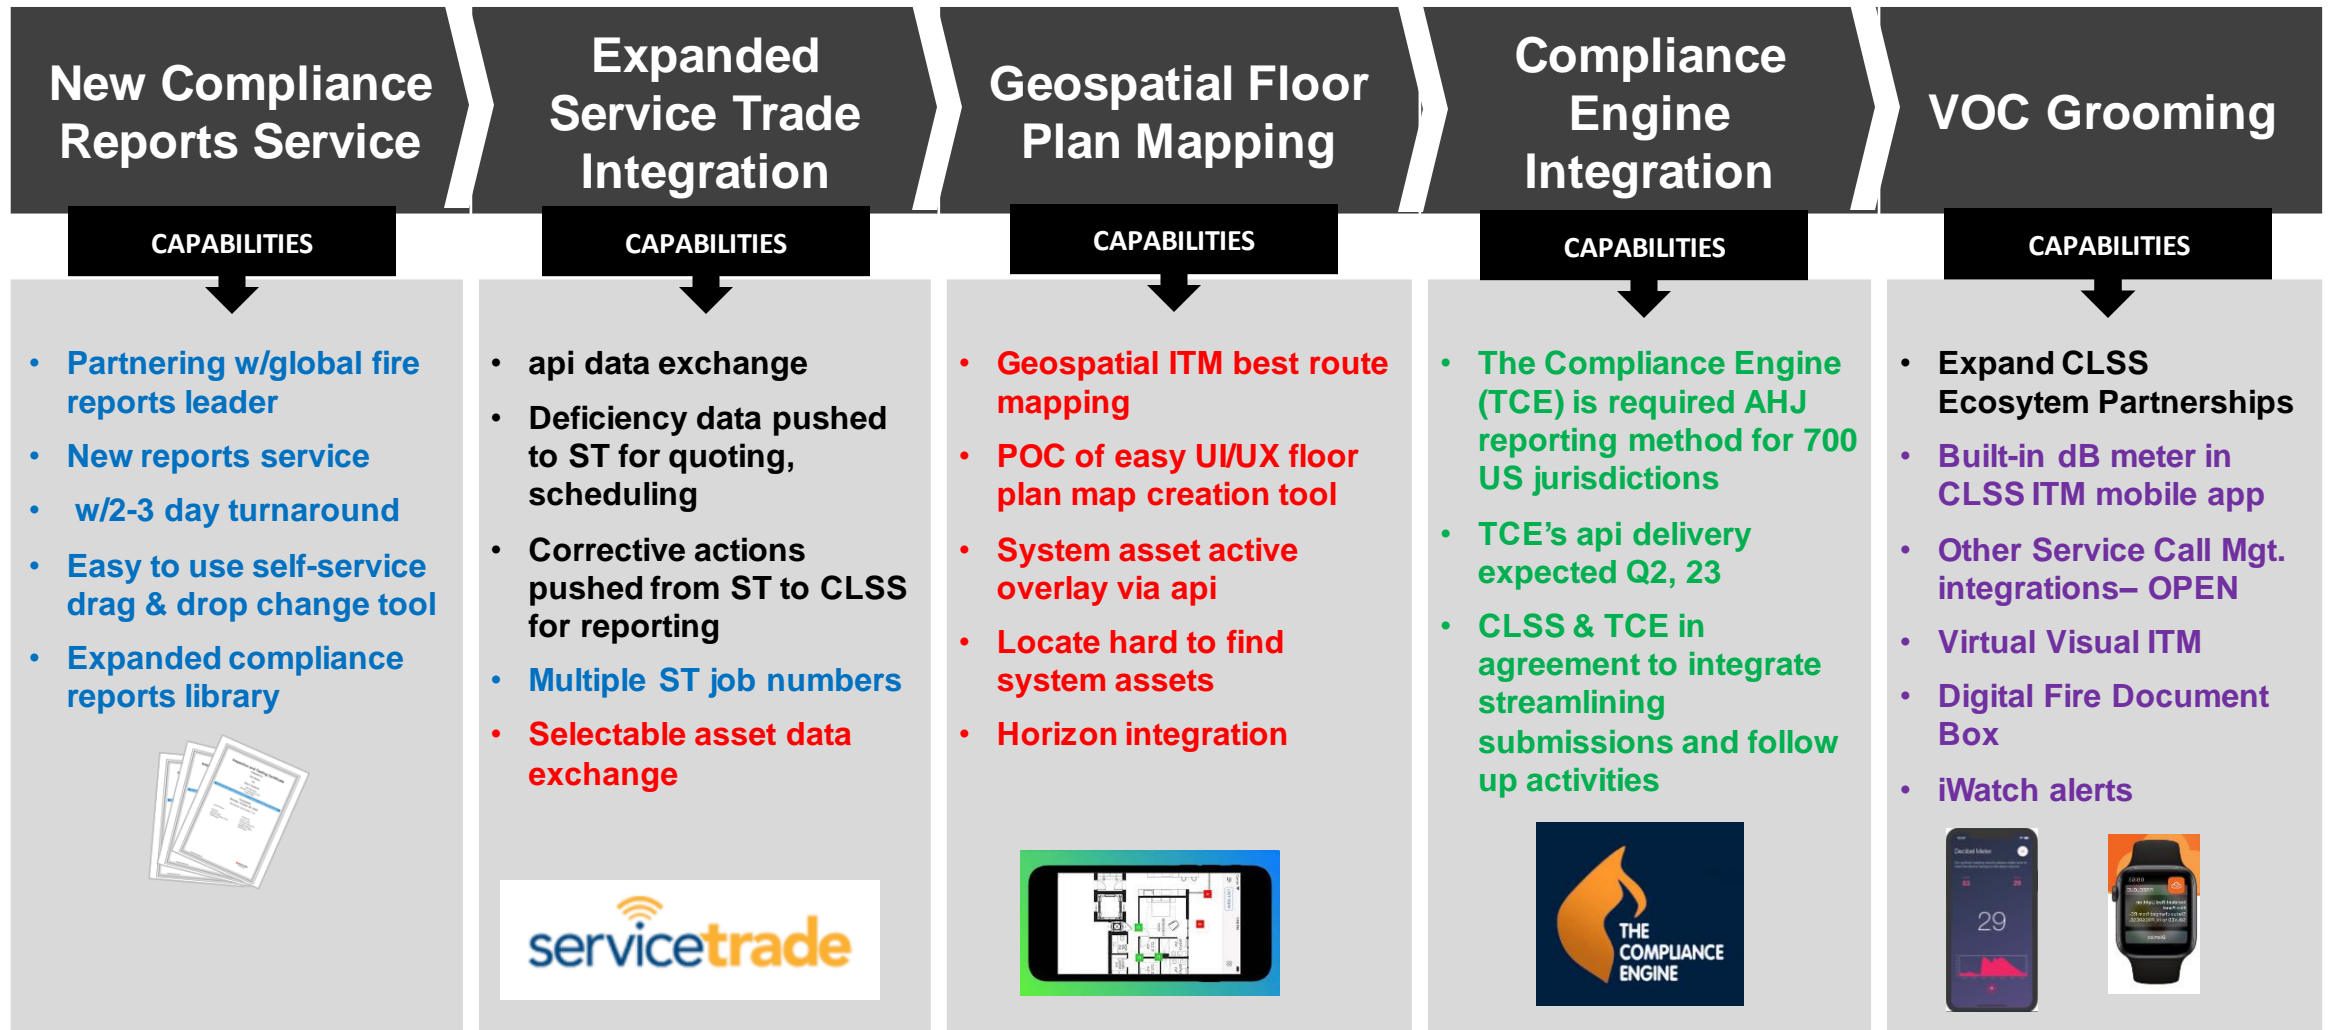 New Compliance
Reports Service
CAPABILITIES
• Partnering w/global fire
reports leader
• New reports service
• w/2-3 day turnaround
• Easy to use self-service
drag & drop change tool
• Expanded compliance
reports library
Expanded
Service Trade
Integration
CAPABILITIES
• api data exchange
• Deficiency data pushed
to ST for quoting,
scheduling
• Corrective actions
pushed from ST to CLSS
for reporting
• Multiple ST job numbers
• Selectable asset data
exchange
servicetrade
Geospatial Floor
Plan Mapping
CAPABILITIES
• Geospatial ITM best route
mapping
• POC of easy UI/UX floor
plan map creation tool
• System asset active
overlay via api
• Locate hard to find
system assets
• Horizon integration
Compliance
Engine
Integration
CAPABILITIES
• The Compliance Engine
(TCE) is required AHJ
reporting method for 700
US jurisdictions
• TCE’s api delivery
expected Q2, 23
• CLSS & TCE in
agreement to integrate
streamlining
submissions and follow
up activities
THE
COMPLIANCE
ENGINE
VOC Grooming
CAPABILITIES
• Expand CLSS
Ecosytem Partnerships
• Built-in dB meter in
CLSS ITM mobile app
• Other Service Call Mgt.
integrations– OPEN
• Virtual Visual ITM
• Digital Fire Document
Box
• iWatch alerts
Decibel Meter
29